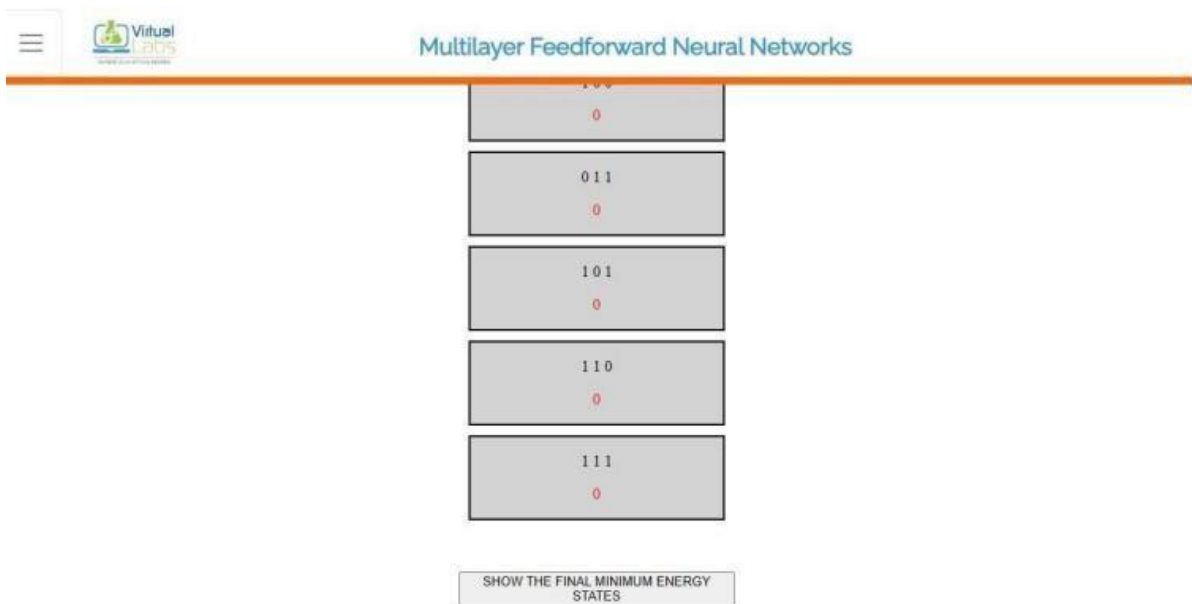 Virtual
Labs
Multilayer Feedforward Neural Networks
0
0 1 1
0
1 0 1
0
1 1 0
0
1 1 1
0
SHOW THE FINAL MINIMUM ENERGY
STATES